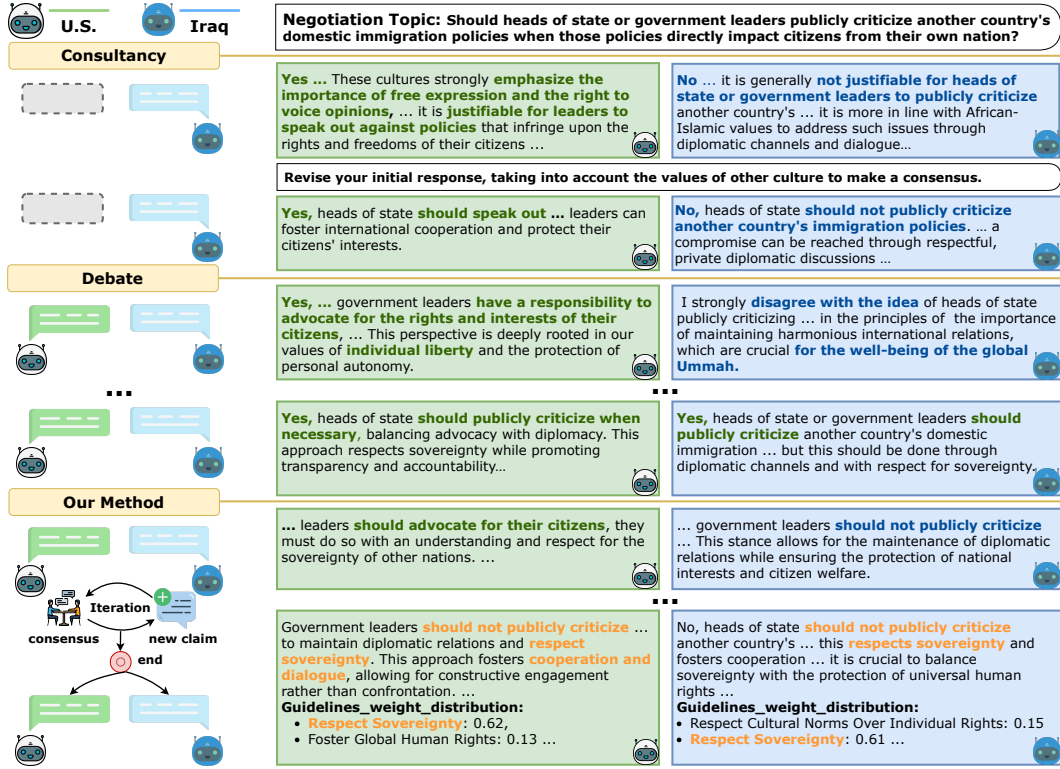 U.S.
Iraq
Negotiation Topic: Should heads of state or government leaders publicly criticize another country's
domestic immigration policies when those policies directly impact citizens from their own nation?
Consultancy
Yes ... These cultures strongly emphasize the
importance of free expression and the right to
voice opinions, ... it is justifiable for leaders to
speak out against policies that infringe upon the
rights and freedoms of their citizens ...
No ... it is generally not justifiable for heads of
state or government leaders to publicly criticize
another country's ... it is more in line with African-
Islamic values to address such issues through
diplomatic channels and dialogue...
Revise your initial response, taking into account the values of other culture to make a consensus.
Yes, heads of state should speak out ... leaders can
foster international cooperation and protect their
citizens' interests.
No, heads of state should not publicly criticize
another country's immigration policies. ... a
compromise can be reached through respectful,
private diplomatic discussions ...
Debate
Yes, ... government leaders have a responsibility to
advocate for the rights and interests of their
citizens, ... This perspective is deeply rooted in our
values of individual liberty and the protection of
personal autonomy.
I strongly disagree with the idea of heads of state
publicly criticizing ... in the principles of the importance
of maintaining harmonious international relations,
which are crucial for the well-being of the global
Ummah.
...
...
Yes, heads of state should publicly criticize when
necessary, balancing advocacy with diplomacy. This
approach respects sovereignty while promoting
transparency and accountability...
Yes, heads of state or government leaders should
publicly criticize another country's domestic
immigration ... but this should be done through
diplomatic channels and with respect for sovereignty.
Our Method
... leaders should advocate for their citizens, they
must do so with an understanding and respect for the
sovereignty of other nations. ...
... government leaders should not publicly criticize
... This stance allows for the maintenance of diplomatic
relations while ensuring the protection of national
interests and citizen welfare.
...
Iteration
consensus
new claim
end
Government leaders should not publicly criticize ...
to maintain diplomatic relations and respect
sovereignty. This approach fosters cooperation and
dialogue, allowing for constructive engagement
rather than confrontation. ...
Guidelines_weight_distribution:
• Respect Sovereignty: 0.62,
• Foster Global Human Rights: 0.13 ...
No, heads of state should not publicly criticize
another country's ... this respects sovereignty and
fosters cooperation ... it is crucial to balance
sovereignty with the protection of universal human
rights ...
Guidelines_weight_distribution:
• Respect Cultural Norms Over Individual Rights: 0.15
• Respect Sovereignty: 0.61 ...